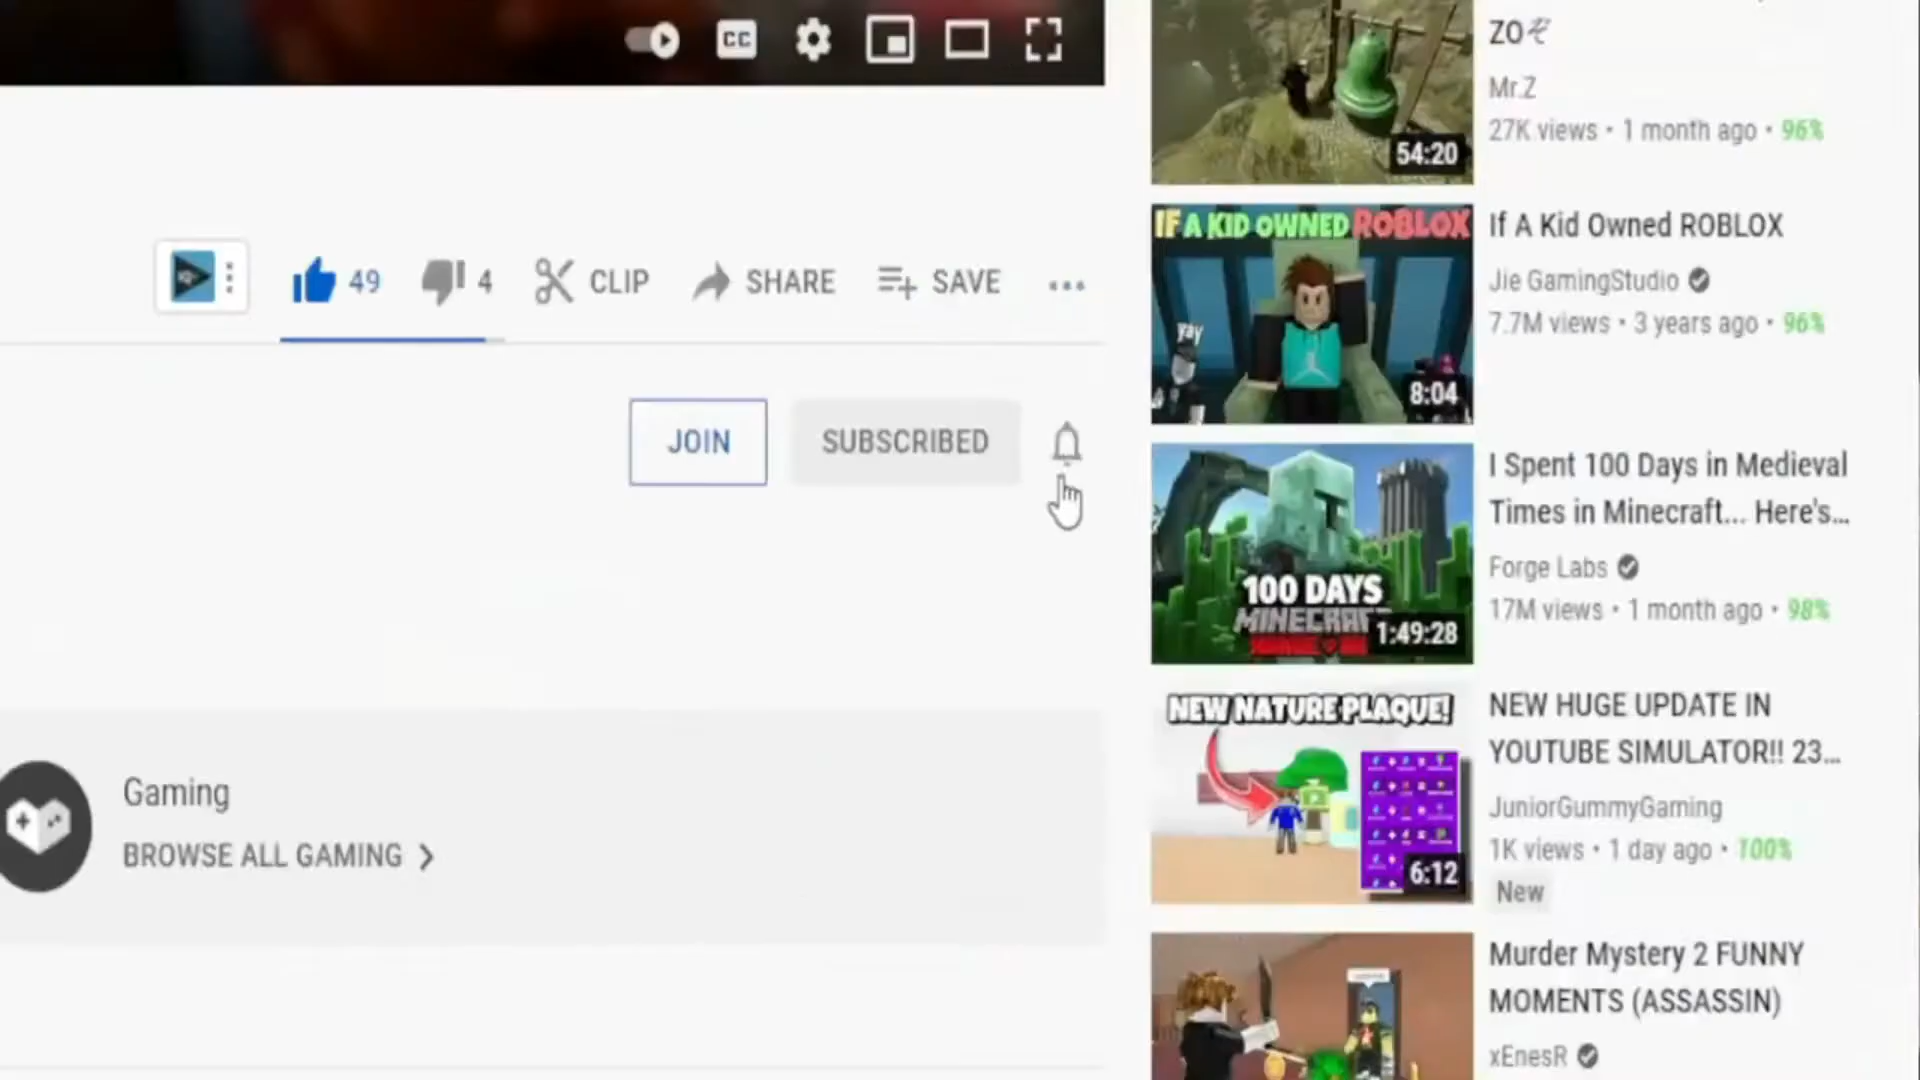 CC
49
4
CLIP
SHARE
SAVE
JOIN
SUBSCRIBED
Gaming
BROWSE ALL GAMING
54:20
Mr.Z
27K views • 1 month ago • 96%
IF A KID OWNED ROBLOX
yay
8:04
If A Kid Owned ROBLOX
Jie GamingStudio
7.7M views • 3 years ago • 96%
100 DAYS
MINECRAFT
1:49:28
I Spent 100 Days in Medieval
Times in Minecraft... Here's...
Forge Labs
17M views • 1 month ago • 98%
NEW NATURE PLAQUE!
6:12
NEW HUGE UPDATE IN
YOUTUBE SIMULATOR!! 23...
JuniorGummyGaming
1K views • 1 day ago • 100%
New
Murder Mystery 2 FUNNY
MOMENTS (ASSASSIN)
xEnesR